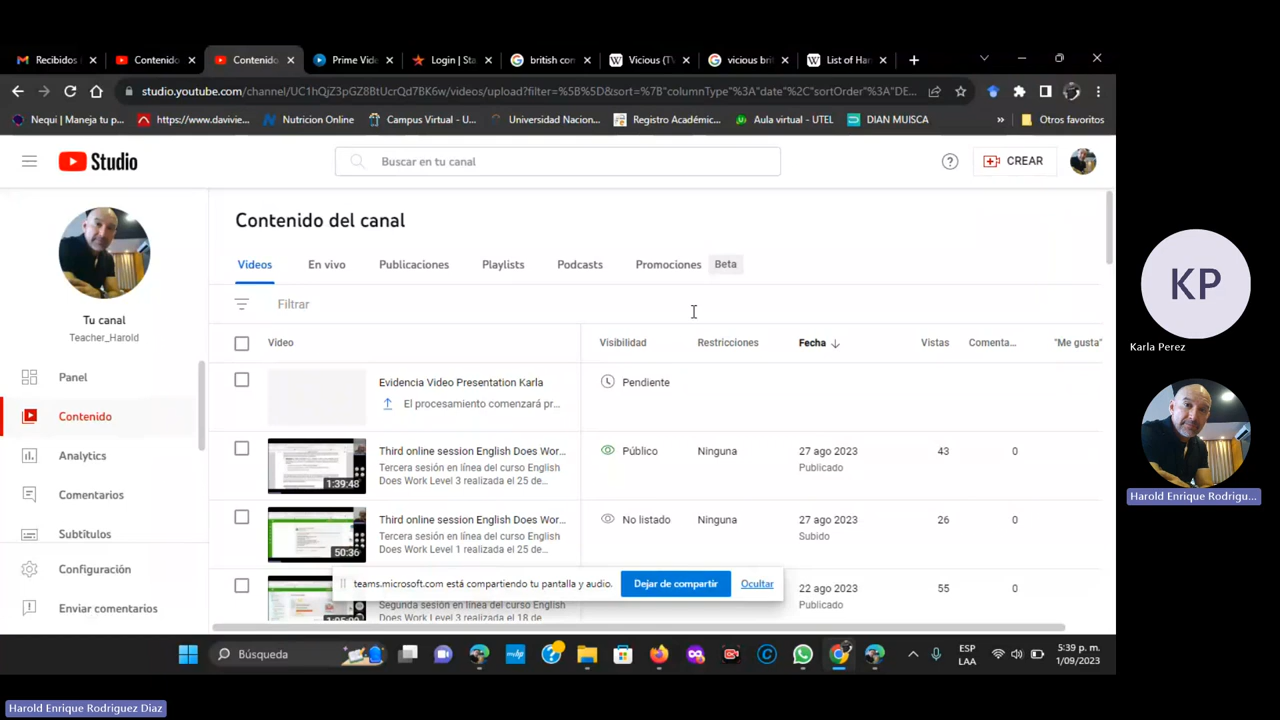 Recibidos
Contenido
Contenido
Prime Vide
Login | Sta
british con
Vicious (TV
vicious bri
List of Har
studio.youtube.com/channel/UC1hQjZ3pGZ8BtUcrQd7BK6w/videos/upload?filter=%5B%5D&sort=%7B"columnType"%3A"date"%2C"sortOrder"%3A"DE...
Nequi | Maneja tu p...
https://www.davivie...
Nutricion Online
Campus Virtual - U...
Universidad Nacion...
Registro Académic...
Aula virtual - UTEL
DIAN MUISCA
»
Otros favoritos
Studio
Buscar en tu canal
CREAR
Tu canal
Teacher_Harold
Panel
Contenido
Analytics
Comentarios
Subtítulos
Configuración
Enviar comentarios
Contenido del canal
Videos
En vivo
Publicaciones
Playlists
Podcasts
Promociones
Beta
Filtrar
Video
Visibilidad
Restricciones
Fecha
Vistas
Comenta...
"Me gusta"
Evidencia Video Presentation Karla
El procesamiento comenzará pr...
Pendiente
1:39:48
Third online session English Does Wor...
Tercera sesión en línea del curso English
Does Work Level 3 realizada el 25 de...
Público
Ninguna
27 ago 2023
Publicado
43
0
50:36
Third online session English Does Wor...
Tercera sesión en línea del curso English
Does Work Level 1 realizada el 25 de...
No listado
Ninguna
27 ago 2023
Subido
26
0
Segunda sesión en línea del curso English
Does Work Level 3 realizada el 18 de...
22 ago 2023
Publicado
55
0
teams.microsoft.com está compartiendo tu pantalla y audio.
Dejar de compartir
Ocultar
Búsqueda
ESP
LAA
5:39 p. m.
1/09/2023
KP
Karla Perez
Harold Enrique Rodrigu...
Harold Enrique Rodriguez Diaz